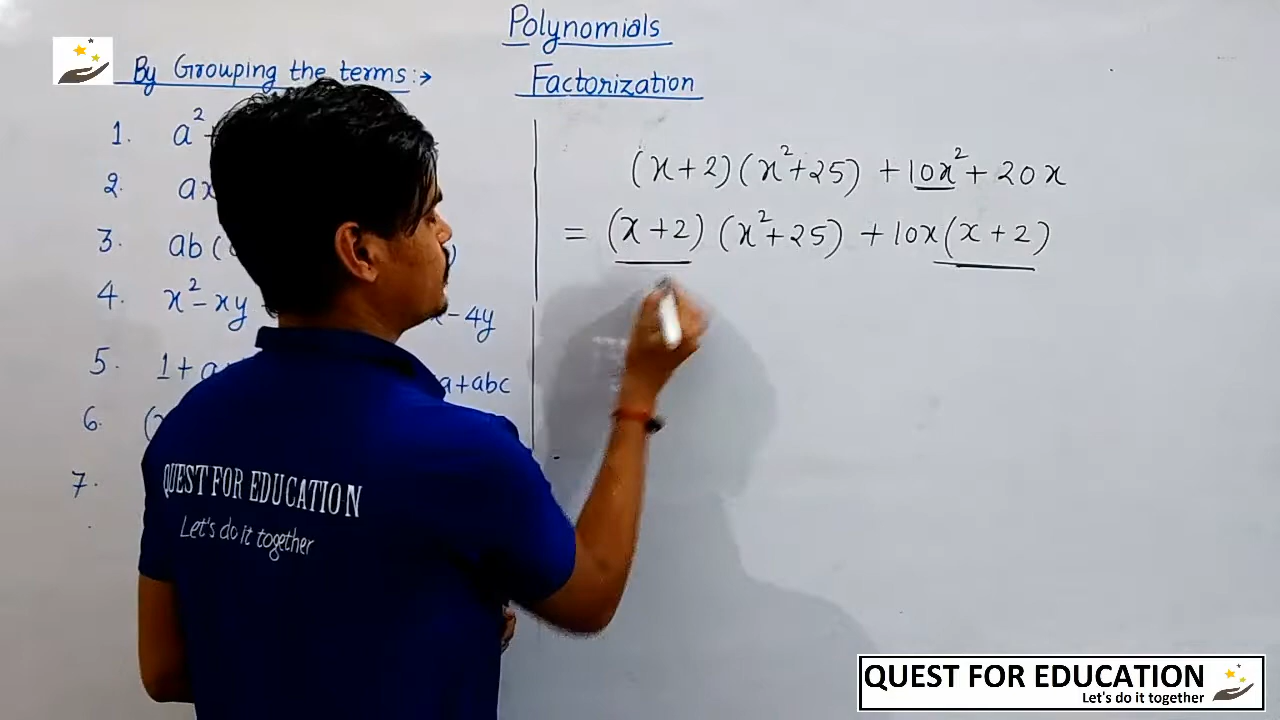 Polynomials
By Grouping the terms:→
Factorization
1. a²+
2. ax
3. ab(
4. x²-xy -4y
5. 1+a a+abc
6. (
7.
(x+2)(x²+25) +10x²+20x
= (x+2)(x²+25) +10x(x+2)
QUEST FOR EDUCATION
Let's do it together
QUEST FOR EDUCATION
Let's do it together